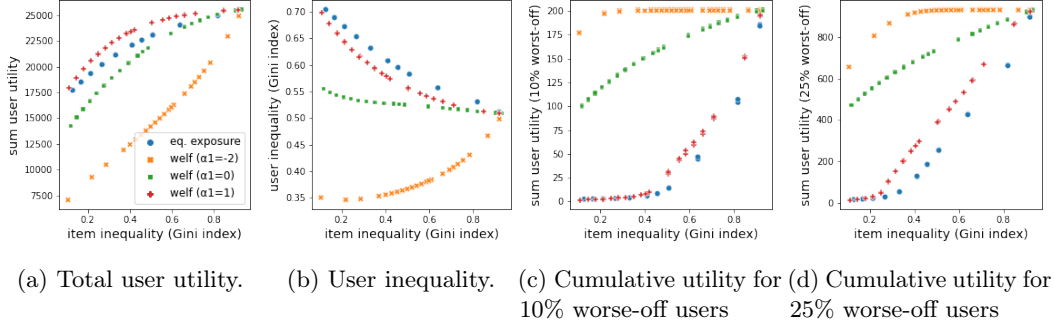 sum user utility
25000
22500
20000
17500
15000
12500
10000
7500
0.2 0.4 0.6 0.8
item inequality (Gini index)
eq. exposure
welf (α1=-2)
welf (α1=0)
welf (α1=1)
user inequality (Gini index)
0.70
0.65
0.60
0.55
0.50
0.45
0.40
0.35
0.2 0.4 0.6 0.8
item inequality (Gini index)
sum user utility (10% worst-off)
200
175
150
125
100
75
50
25
0
0.2 0.4 0.6 0.8
item inequality (Gini index)
sum user utility (25% worst-off)
800
600
400
200
0
0.2 0.4 0.6 0.8
item inequality (Gini index)
(a) Total user utility.
(b) User inequality.
(c) Cumulative utility for
10% worse-off users
(d) Cumulative utility for
25% worse-off users